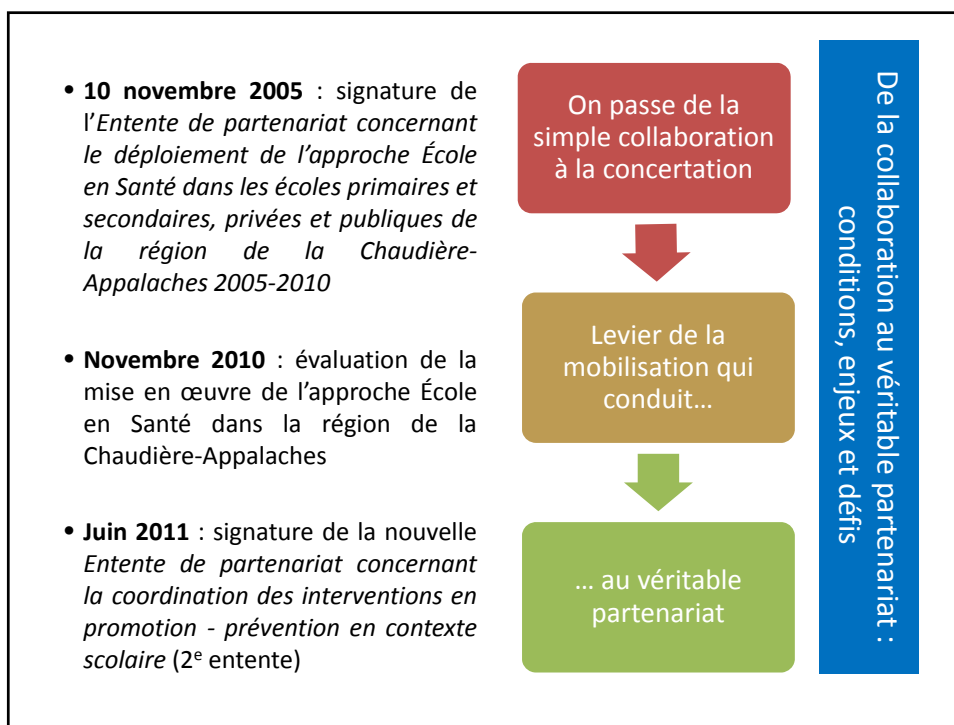 • 10 novembre 2005 : signature de
l'Entente de partenariat concernant
le déploiement de l'approche École
en Santé dans les écoles primaires et
secondaires, privées et publiques de
la région de la Chaudière-
Appalaches 2005-2010
• Novembre 2010 : évaluation de la
mise en œuvre de l'approche École
en Santé dans la région de la
Chaudière-Appalaches
• Juin 2011 : signature de la nouvelle
Entente de partenariat concernant
la coordination des interventions en
promotion - prévention en contexte
scolaire (2e entente)
On passe de la
simple collaboration
à la concertation
Levier de la
mobilisation qui
conduit…
… au véritable
partenariat
De la collaboration au véritable partenariat :
conditions, enjeux et défis